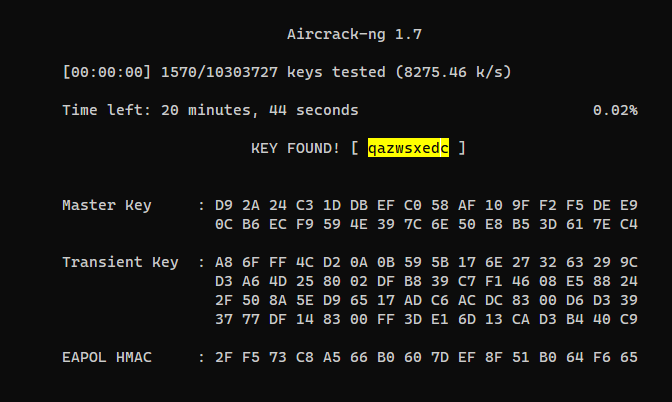 Aircrack-ng 1.7
[00:00:00] 1570/10303727 keys tested (8275.46 k/s)
Time left: 20 minutes, 44 seconds 0.02%
KEY FOUND! [ qazwsxedc ]
Master Key : D9 2A 24 C3 1D DB EF C0 58 AF 10 9F F2 F5 DE E9
0C B6 EC F9 59 4E 39 7C 6E 50 E8 B5 3D 61 7E C4
Transient Key : A8 6F FF 4C D2 0A 0B 59 5B 17 6E 27 32 63 29 9C
D3 A6 4D 25 80 02 DF B8 39 C7 F1 46 08 E5 88 24
2F 50 8A 5E D9 65 17 AD C6 AC DC 83 00 D6 D3 39
37 77 DF 14 83 00 FF 3D E1 6D 13 CA D3 B4 40 C9
EAPOL HMAC : 2F F5 73 C8 A5 66 B0 60 7D EF 8F 51 B0 64 F6 65